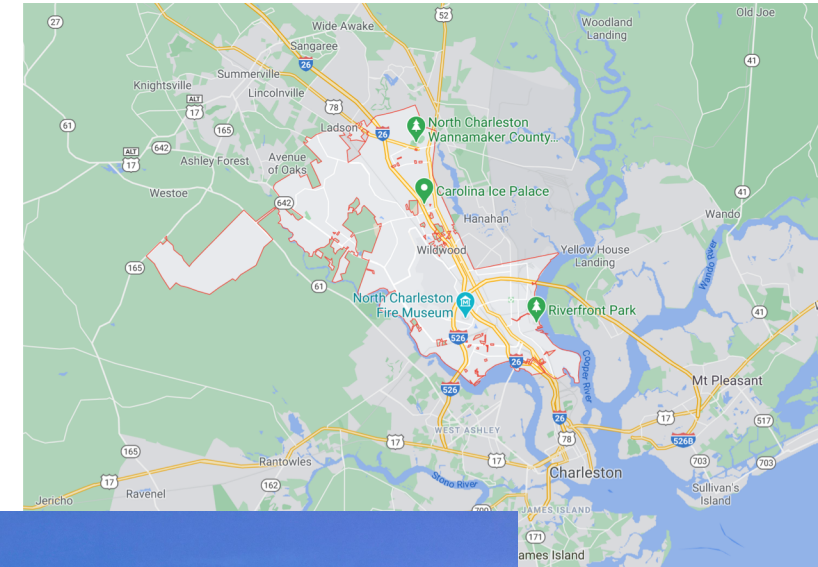 27
52
Old Joe
Wide Awake
Woodland
Landing
Sangaree
26
41
Summerville
Knightsville
Lincolnville
ALT
17
78
61
165
Ladson
26
North Charleston
Wannamaker County...
642
ALT
17
Ashley Forest
Avenue
of Oaks
Westoe
Carolina Ice Palace
41
642
Hanahan
Wando
Wildwood
Yellow House
Landing
Wando River
165
61
North Charleston
Fire Museum
Riverfront Park
41
526
26
Cooper River
526
Mt Pleasant
26
17
517
WEST ASHLEY
78
526B
17
165
Rantowles
17
703
703
Charleston
17
162
Stono River
Sullivan's
Island
Jericho
Ravenel
700
JAMES ISLAND
171
ames Island